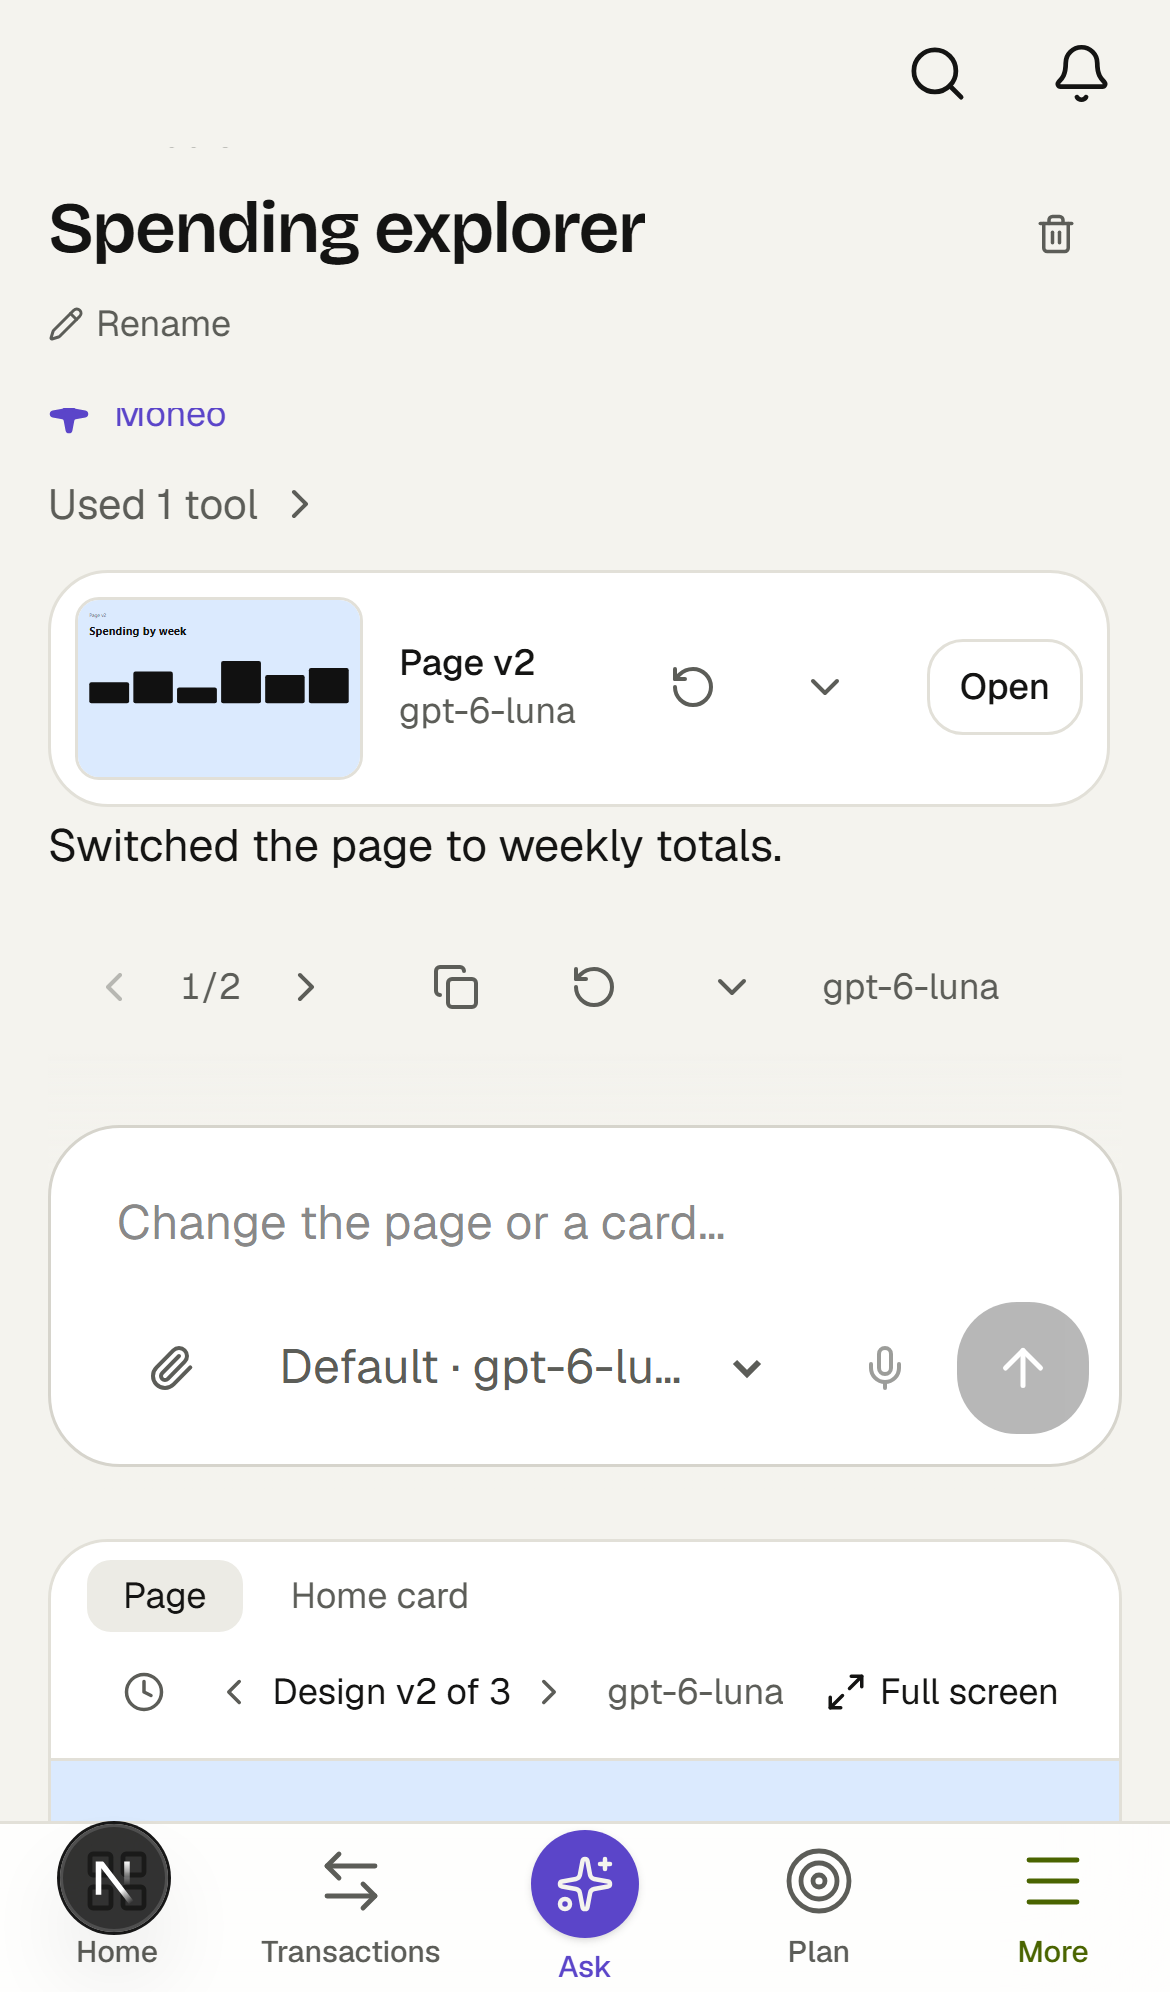 Spending explorer
Rename
Moneo
Used 1 tool
Page v2
Spending by week
Page v2
gpt-6-luna
Open
Switched the page to weekly totals.
1/2
gpt-6-luna
Change the page or a card...
Default · gpt-6-lu...
Page
Home card
Design v2 of 3
gpt-6-luna
Full screen
N
Home
Transactions
Ask
Plan
More